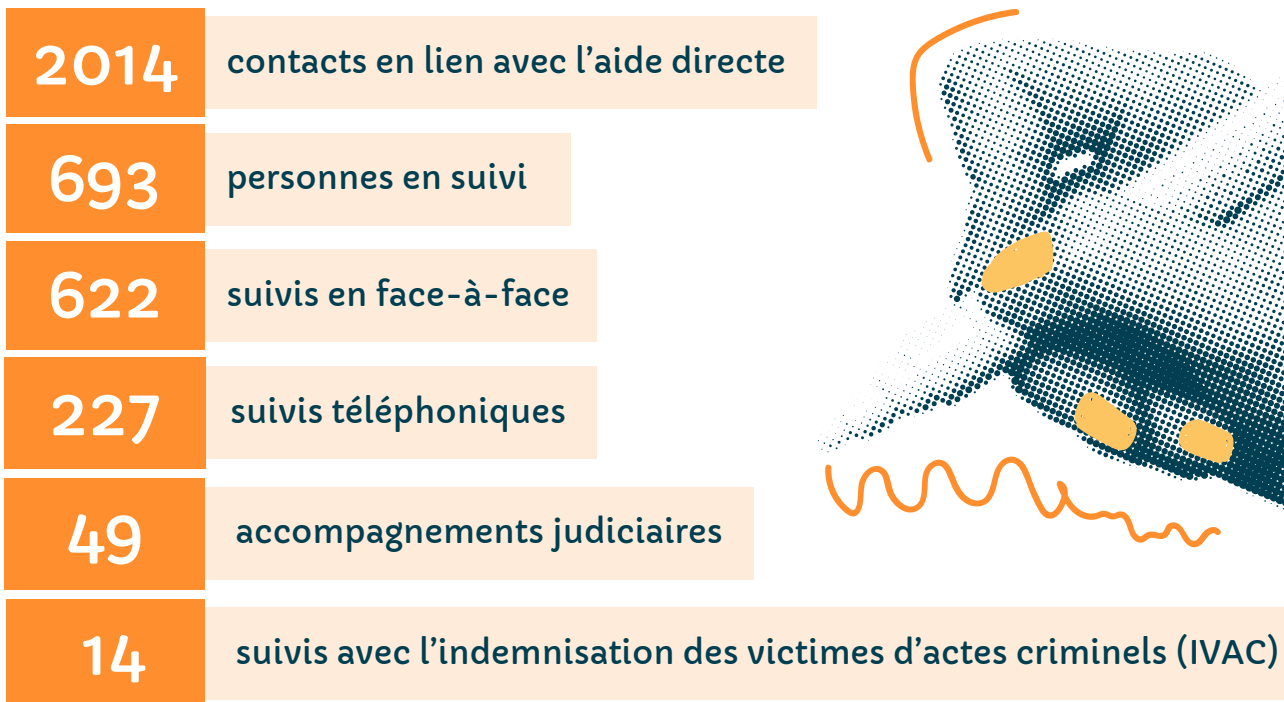 2014 contacts en lien avec l’aide directe
693 personnes en suivi
622 suivis en face-à-face
227 suivis téléphoniques
49 accompagnements judiciaires
14 suivis avec l’indemnisation des victimes d’actes criminels (IVAC)